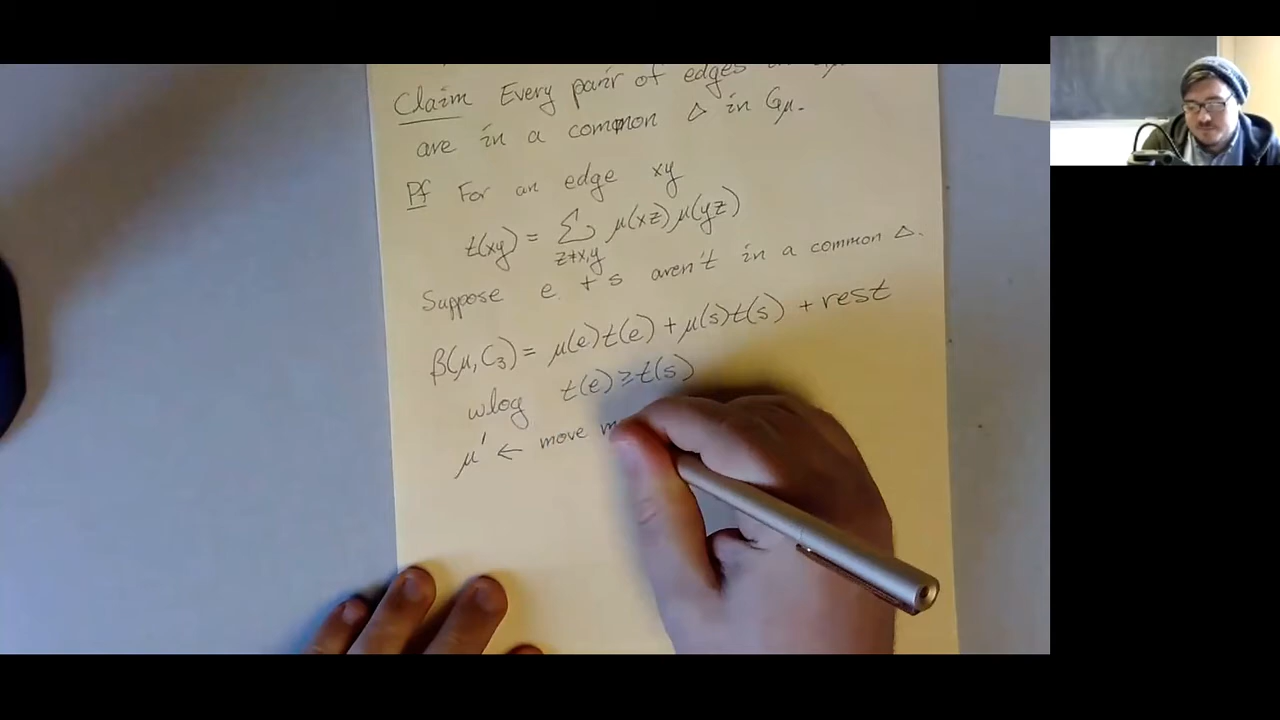 Claim Every pair of edges in
are in a common △ in Gμ.
Pf For an edge xy
t(xy) = Σ μ(xz)μ(yz)
z≠x,y
Suppose e + s aren't in a common △.
β(μ, C₃) = μ(e)t(e) + μ(s)t(s) + rest
wlog t(e) ≥ t(s)
μ' ← move